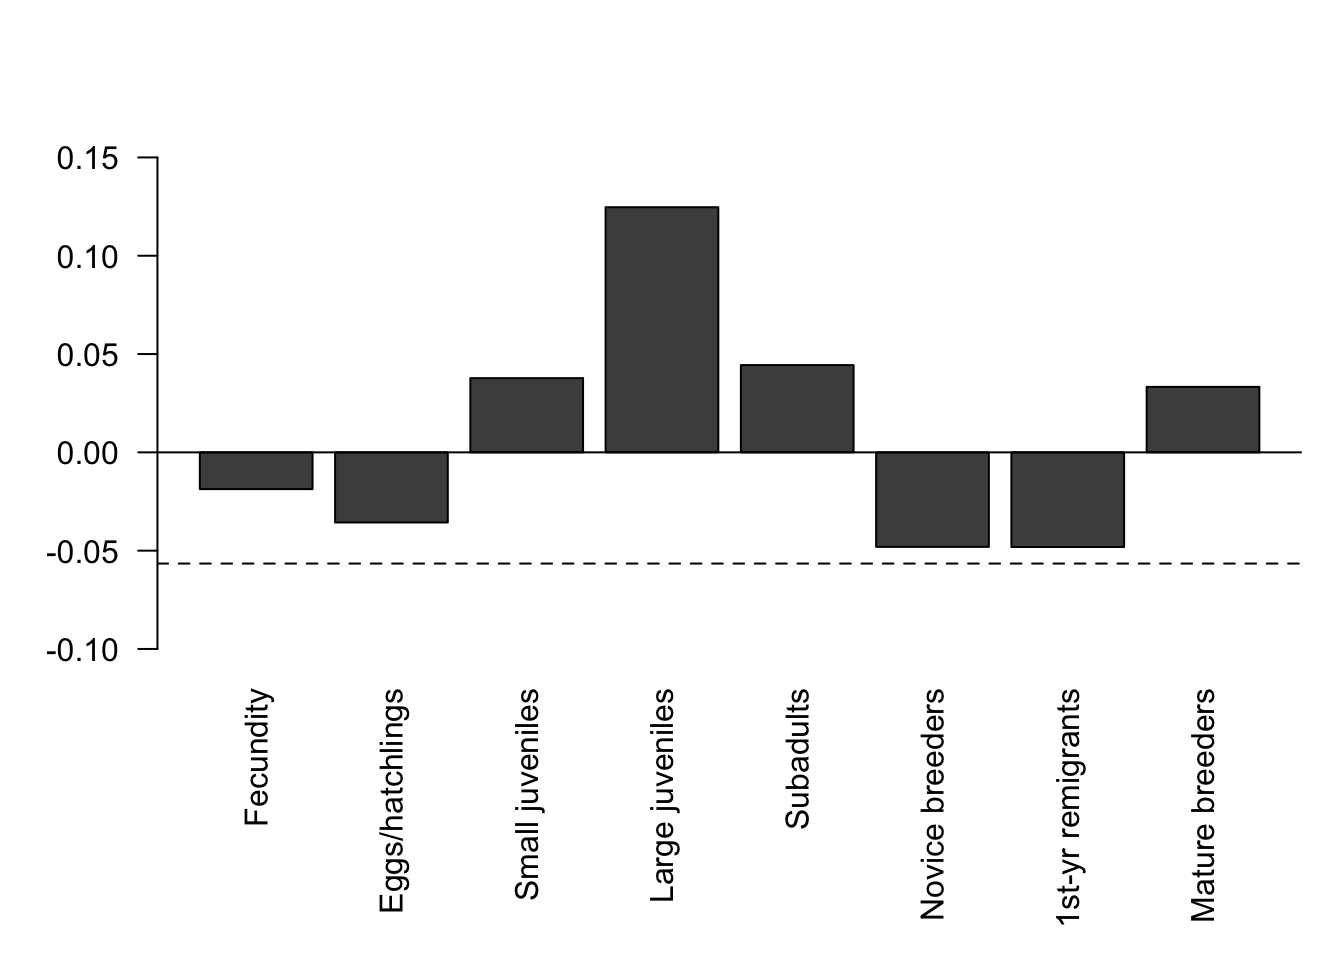 0.15
0.10
0.05
0.00
-0.05
-0.10
Fecundity
Eggs/hatchlings
Small juveniles
Large juveniles
Subadults
Novice breeders
1st-yr remigrants
Mature breeders